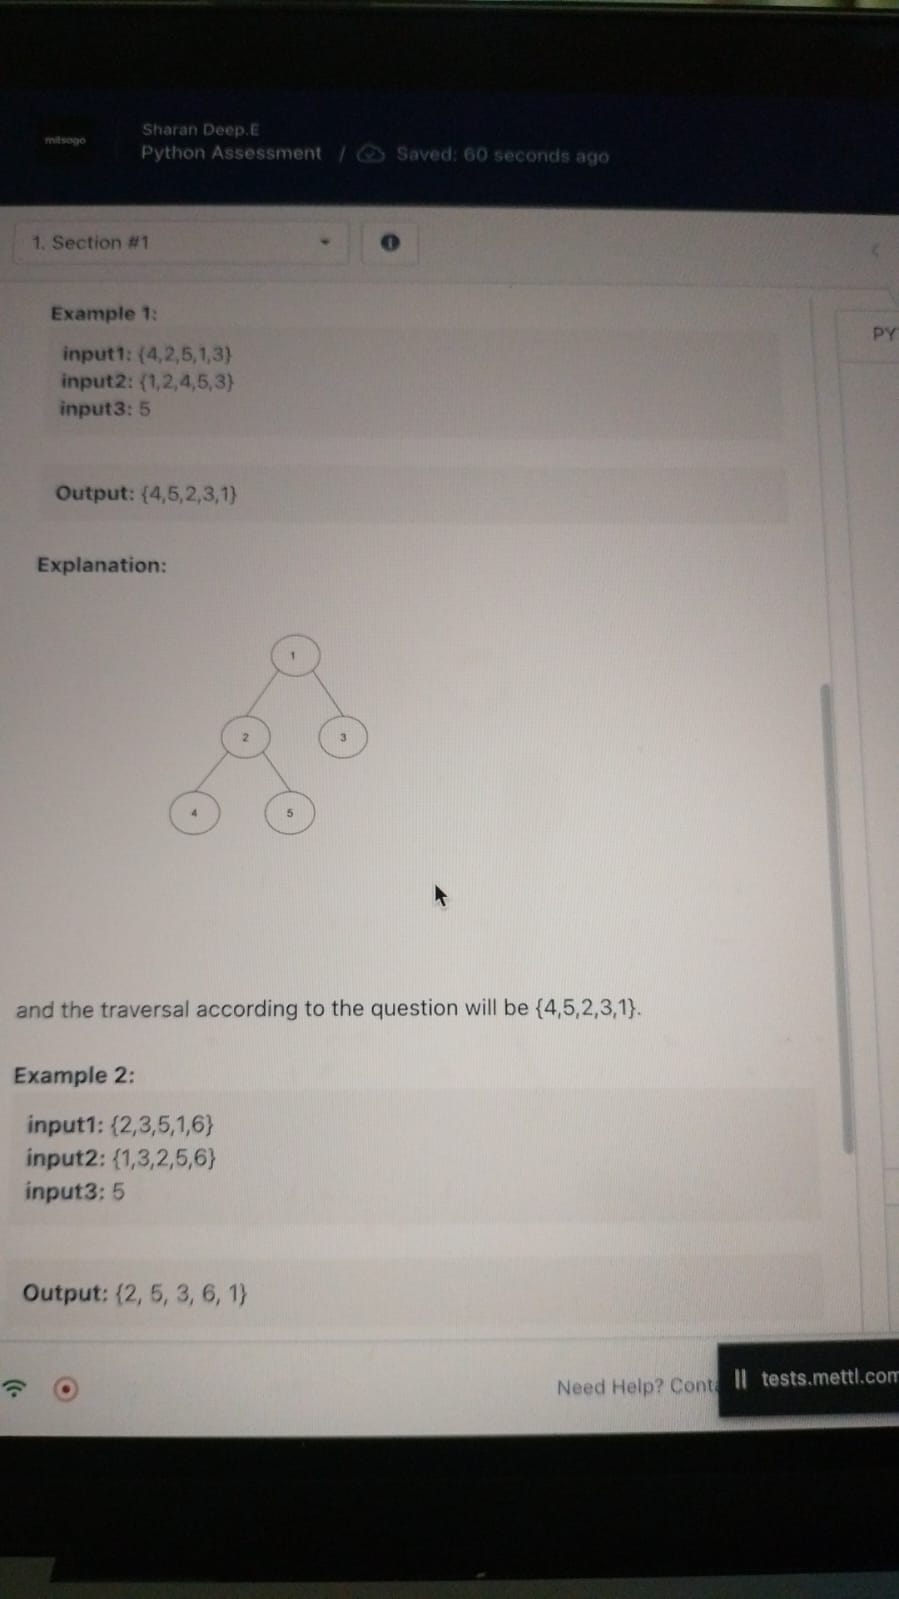 mitsogo
Sharan Deep.E
Python Assessment / Saved: 60 seconds ago
1. Section #1
PY
Example 1:
input1: {4,2,5,1,3}
input2: {1,2,4,5,3}
input3: 5
Output: {4,5,2,3,1}
Explanation:
1
2 3
4 5
and the traversal according to the question will be {4,5,2,3,1}.
Example 2:
input1: {2,3,5,1,6}
input2: {1,3,2,5,6}
input3: 5
Output: {2, 5, 3, 6, 1}
Need Help? Conta
|| tests.mettl.com